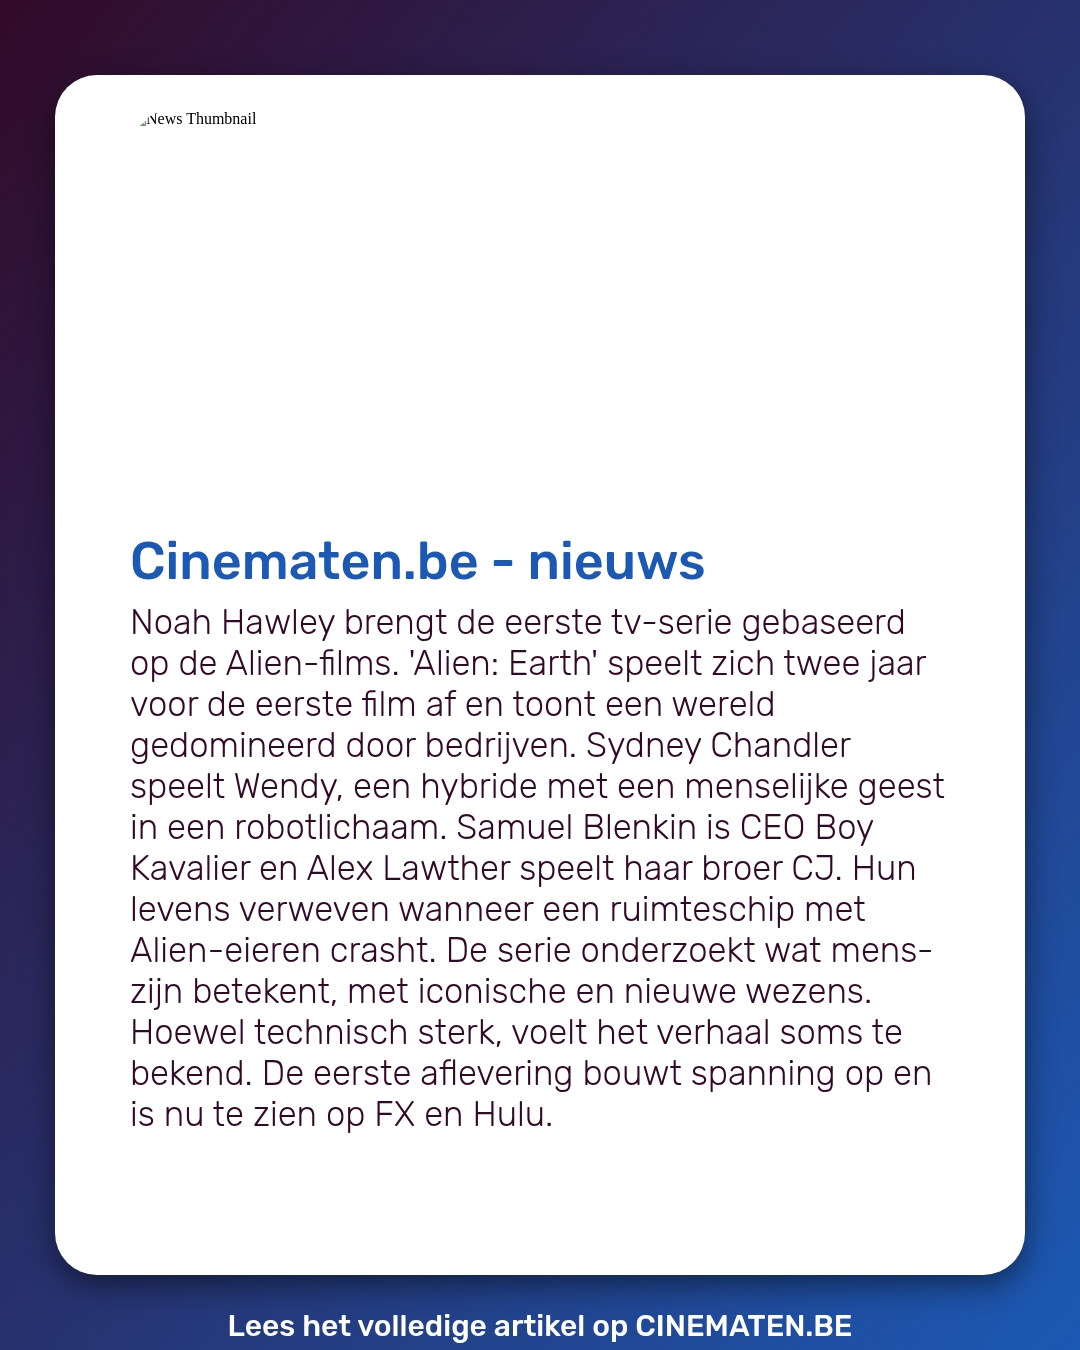 News Thumbnail
Cinematen.be - nieuws
Noah Hawley brengt de eerste tv-serie gebaseerd
op de Alien-films. 'Alien: Earth' speelt zich twee jaar
voor de eerste film af en toont een wereld
gedomineerd door bedrijven. Sydney Chandler
speelt Wendy, een hybride met een menselijke geest
in een robotlichaam. Samuel Blenkin is CEO Boy
Kavalier en Alex Lawther speelt haar broer CJ. Hun
levens verweven wanneer een ruimteschip met
Alien-eieren crasht. De serie onderzoekt wat mens-
zijn betekent, met iconische en nieuwe wezens.
Hoewel technisch sterk, voelt het verhaal soms te
bekend. De eerste aflevering bouwt spanning op en
is nu te zien op FX en Hulu.
Lees het volledige artikel op CINEMATEN.BE